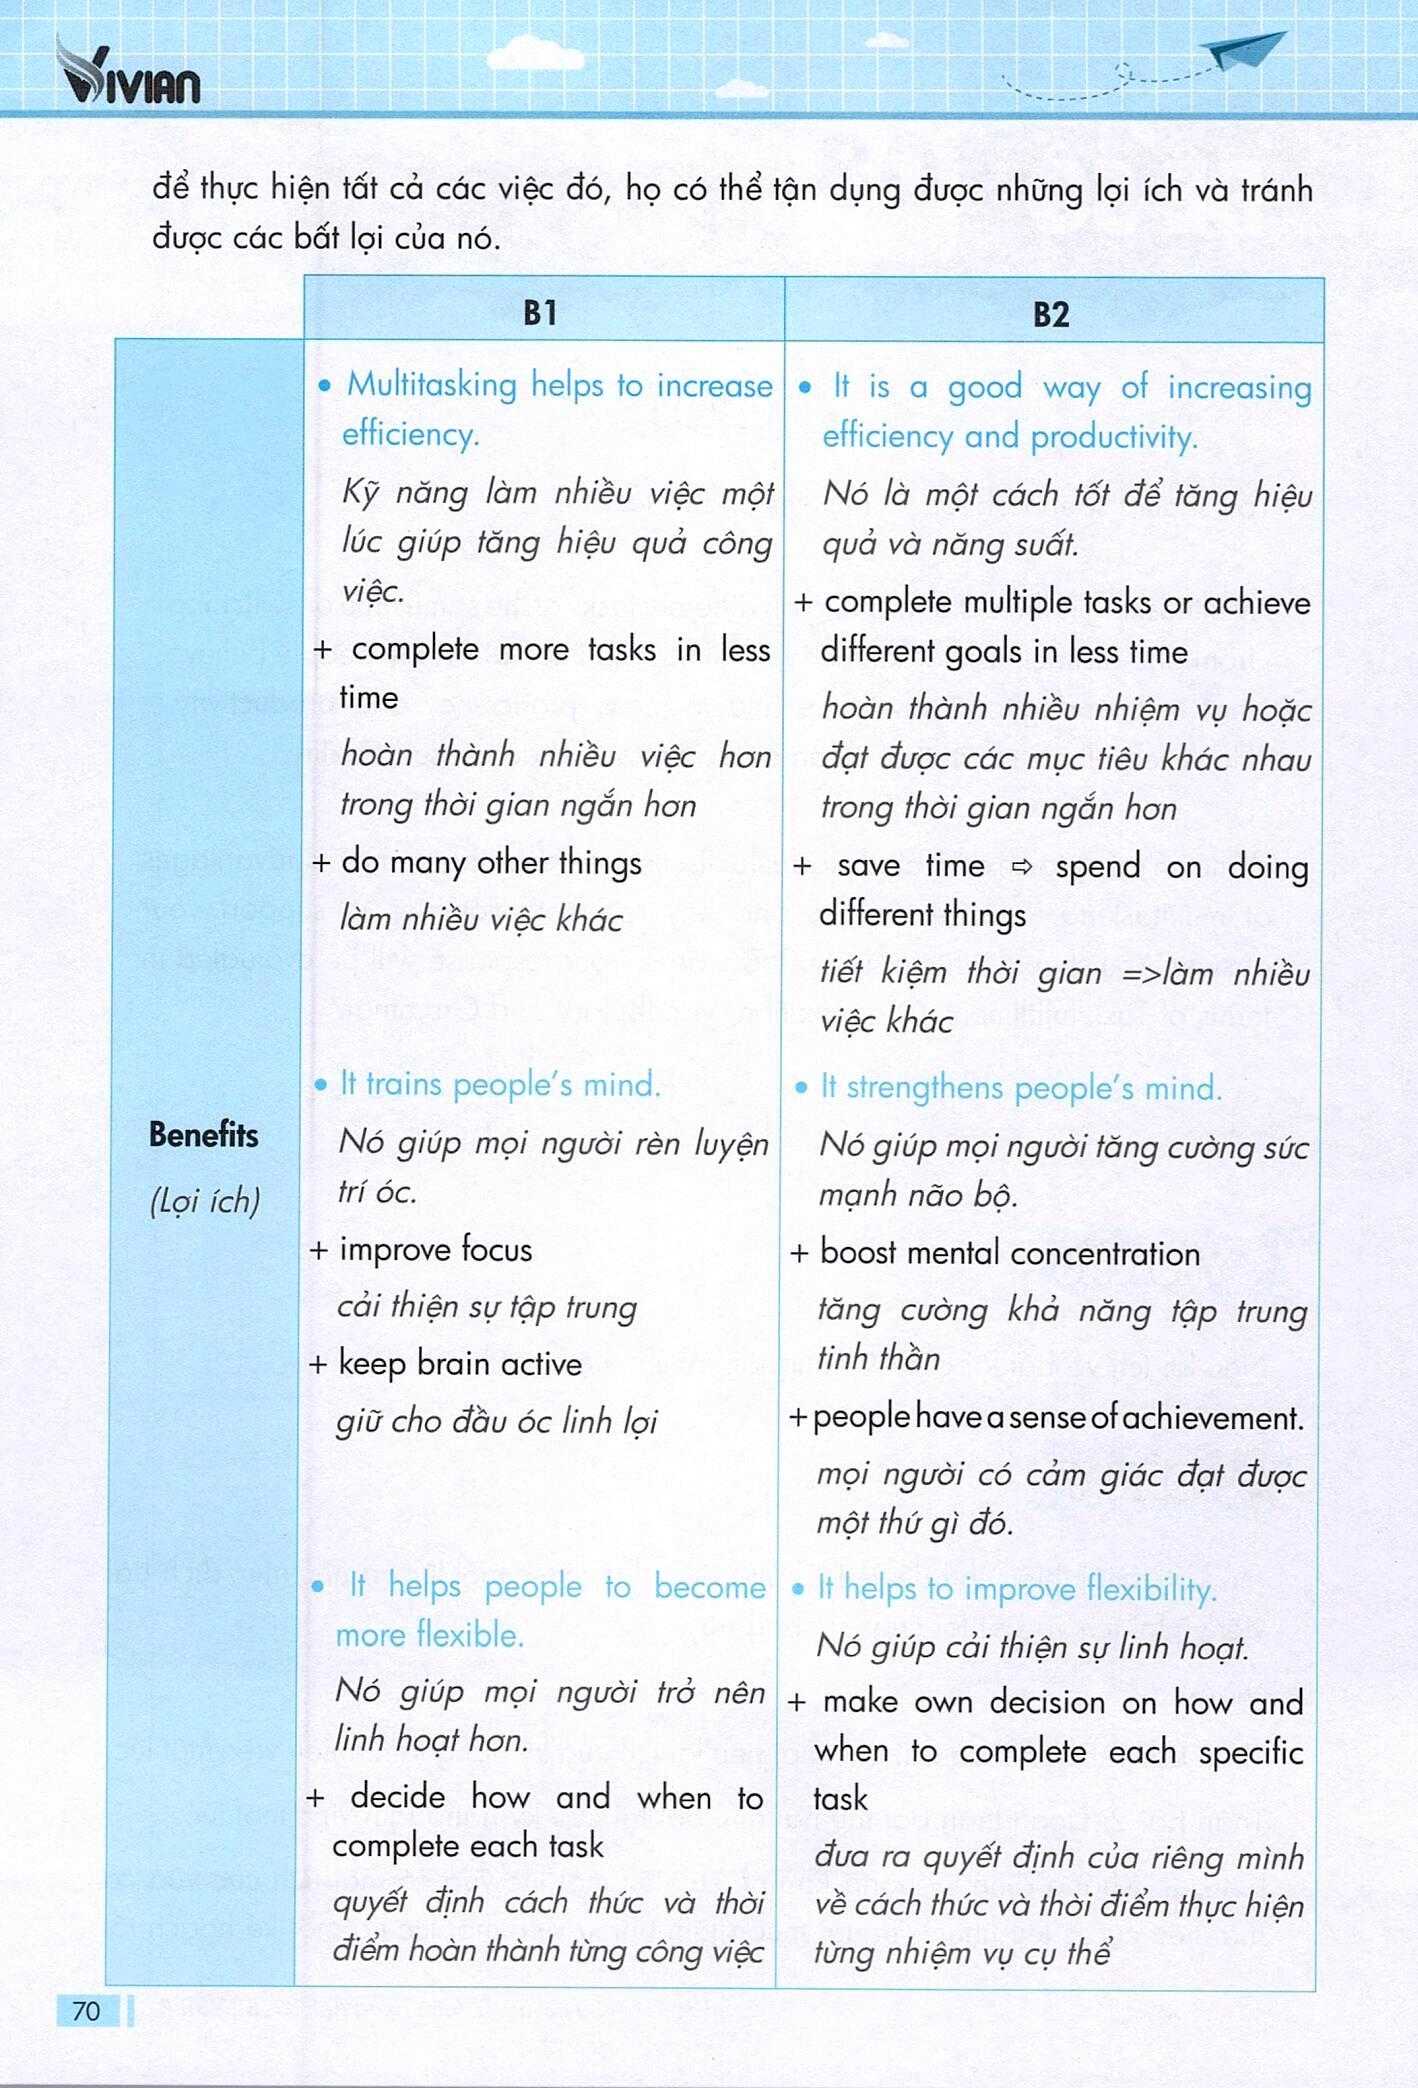 VIVIAN
để thực hiện tất cả các việc đó, họ có thể tận dụng được những lợi ích và tránh
được các bất lợi của nó.
B1
B2
Benefits
(Lợi ích)
• Multitasking helps to increase
efficiency.
Kỹ năng làm nhiều việc một
lúc giúp tăng hiệu quả công
việc.
+ complete more tasks in less
time
hoàn thành nhiều việc hơn
trong thời gian ngắn hơn
+ do many other things
làm nhiều việc khác
• It is a good way of increasing
efficiency and productivity.
Nó là một cách tốt để tăng hiệu
quả và năng suất.
+ complete multiple tasks or achieve
different goals in less time
hoàn thành nhiều nhiệm vụ hoặc
đạt được các mục tiêu khác nhau
trong thời gian ngắn hơn
+ save time ⇨ spend on doing
different things
tiết kiệm thời gian =>làm nhiều
việc khác
• It trains people's mind.
Nó giúp mọi người rèn luyện
trí óc.
+ improve focus
cải thiện sự tập trung
+ keep brain active
giữ cho đầu óc linh lợi
• It strengthens people's mind.
Nó giúp mọi người tăng cường sức
mạnh não bộ.
+ boost mental concentration
tăng cường khả năng tập trung
tinh thần
+ people have a sense of achievement.
mọi người có cảm giác đạt được
một thứ gì đó.
• It helps people to become
more flexible.
Nó giúp mọi người trở nên
linh hoạt hơn.
+ decide how and when to
complete each task
quyết định cách thức và thời
điểm hoàn thành từng công việc
• It helps to improve flexibility.
Nó giúp cải thiện sự linh hoạt.
+ make own decision on how and
when to complete each specific
task
đưa ra quyết định của riêng mình
về cách thức và thời điểm thực hiện
từng nhiệm vụ cụ thể
70